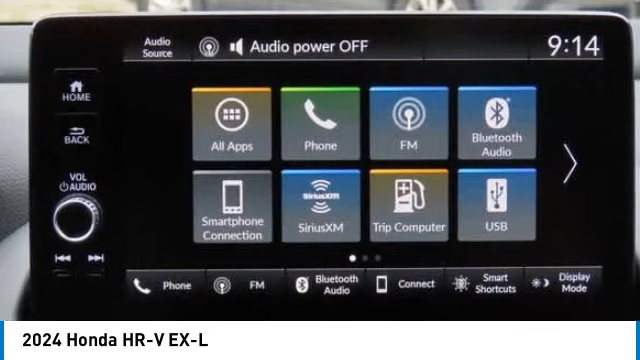 Audio
Source
Audio power OFF
9:14
HOME
BACK
VOL
AUDIO
All Apps
Phone
FM
Bluetooth
Audio
Smartphone
Connection
SiriusXM
SiriusXM
Trip Computer
USB
Phone
FM
Bluetooth
Audio
Connect
Smart
Shortcuts
Display
Mode
2024 Honda HR-V EX-L